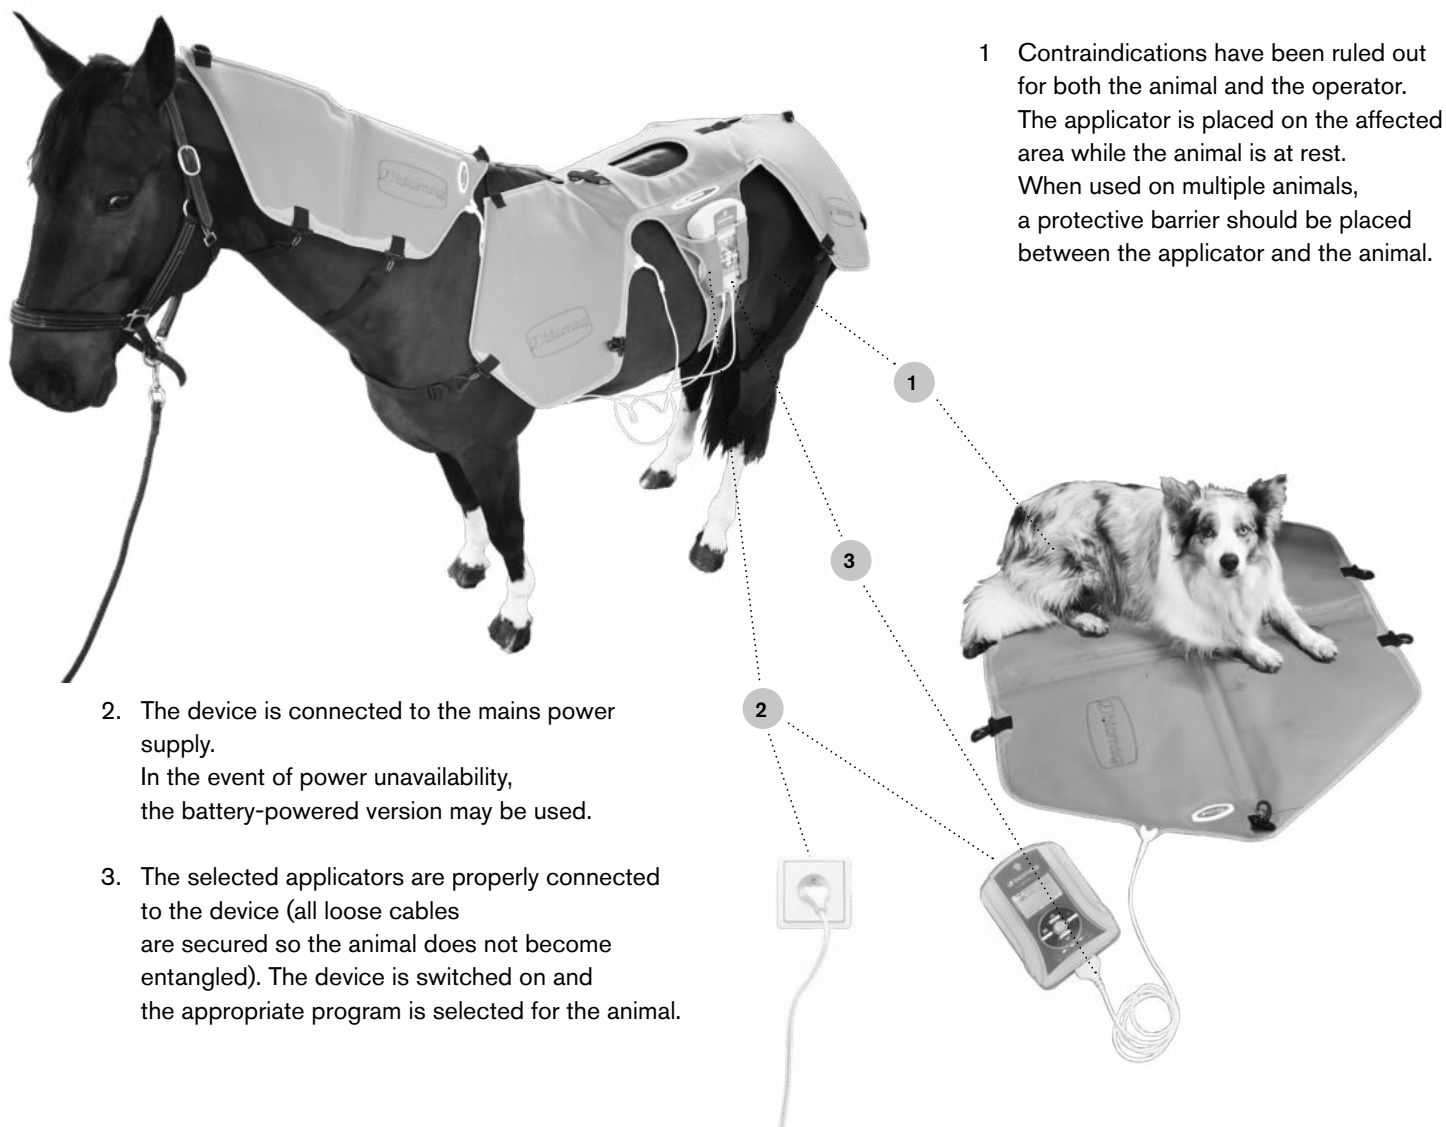 1 Contraindications have been ruled out
for both the animal and the operator.
The applicator is placed on the affected
area while the animal is at rest.
When used on multiple animals,
a protective barrier should be placed
between the applicator and the animal.
1
3
2
2. The device is connected to the mains power
supply.
In the event of power unavailability,
the battery-powered version may be used.
3. The selected applicators are properly connected
to the device (all loose cables
are secured so the animal does not become
entangled). The device is switched on and
the appropriate program is selected for the animal.